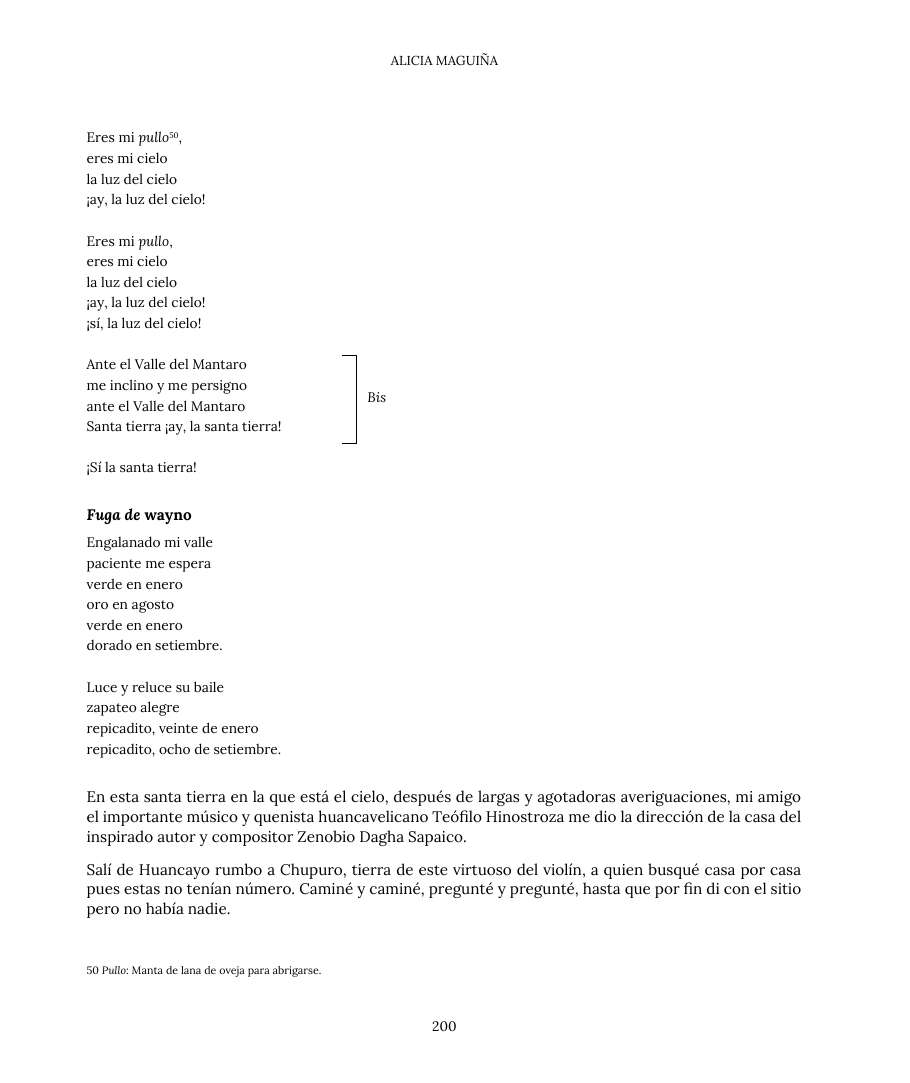 ALICIA MAGUIÑA
Eres mi pullo⁵⁰,
eres mi cielo
la luz del cielo
¡ay, la luz del cielo!
Eres mi pullo,
eres mi cielo
la luz del cielo
¡ay, la luz del cielo!
¡sí, la luz del cielo!
Ante el Valle del Mantaro
me inclino y me persigno
ante el Valle del Mantaro
Santa tierra ¡ay, la santa tierra!
Bis
¡Sí la santa tierra!
Fuga de wayno
Engalanado mi valle
paciente me espera
verde en enero
oro en agosto
verde en enero
dorado en setiembre.
Luce y reluce su baile
zapateo alegre
repicadito, veinte de enero
repicadito, ocho de setiembre.
En esta santa tierra en la que está el cielo, después de largas y agotadoras averiguaciones, mi amigo
el importante músico y quenista huancavelicano Teófilo Hinostroza me dio la dirección de la casa del
inspirado autor y compositor Zenobio Dagha Sapaico.
Salí de Huancayo rumbo a Chupuro, tierra de este virtuoso del violín, a quien busqué casa por casa
pues estas no tenían número. Caminé y caminé, pregunté y pregunté, hasta que por fin di con el sitio
pero no había nadie.
50 Pullo: Manta de lana de oveja para abrigarse.
200